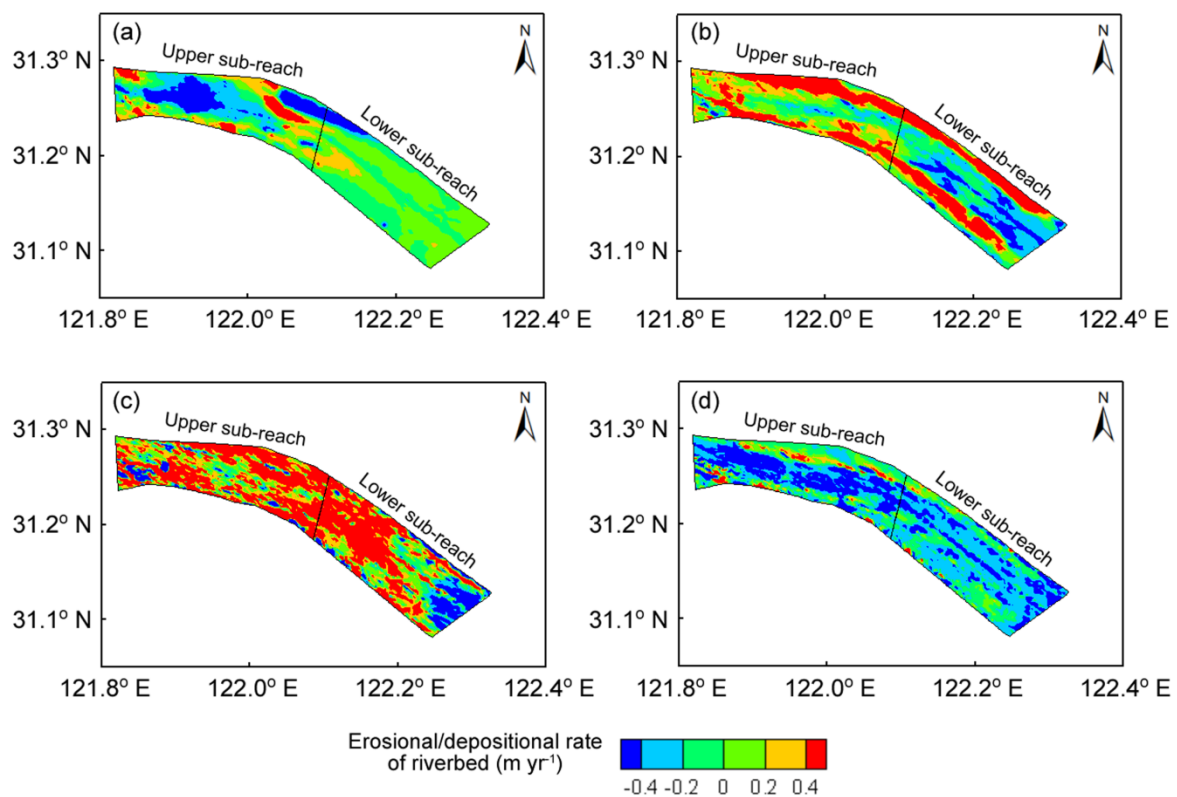 (a)
Upper sub-reach
Lower sub-reach
N
31.3° N
31.2° N
31.1° N
121.8° E
122.0° E
122.2° E
122.4° E
(b)
Upper sub-reach
Lower sub-reach
N
31.3° N
31.2° N
31.1° N
121.8° E
122.0° E
122.2° E
122.4° E
(c)
Upper sub-reach
Lower sub-reach
N
31.3° N
31.2° N
31.1° N
121.8° E
122.0° E
122.2° E
122.4° E
(d)
Upper sub-reach
Lower sub-reach
N
31.3° N
31.2° N
31.1° N
121.8° E
122.0° E
122.2° E
122.4° E
Erosional/depositional rate
of riverbed (m yr⁻¹)
-0.4 -0.2 0 0.2 0.4